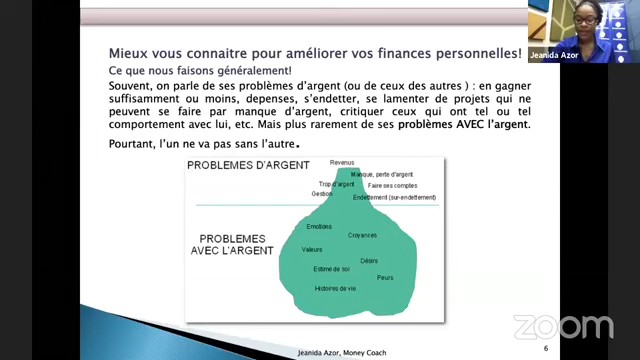 Mieux vous connaitre pour améliorer vos finances personnelles!
Ce que nous faisons généralement!
Souvent, on parle de ses problèmes d'argent (ou de ceux des autres ) : en gagner
suffisamment ou moins, depenses, s'endetter, se lamenter de projets qui ne
peuvent se faire par manque d'argent, critiquer ceux qui ont tel ou tel
comportement avec lui, etc. Mais plus rarement de ses problèmes AVEC l'argent.
Pourtant, l'un ne va pas sans l'autre.
PROBLEMES D'ARGENT
Revenus
Manque, perte d'argent
Trop d'argent
Faire ses comptes
Gestion
Endettement (sur-endettement)
PROBLEMES
AVEC L'ARGENT
Emotions
Croyances
Valeurs
Désirs
Estime de soi
Peurs
Histoires de vie
Jeanida Azor, Money Coach
6
Jeanida Azor
zoom